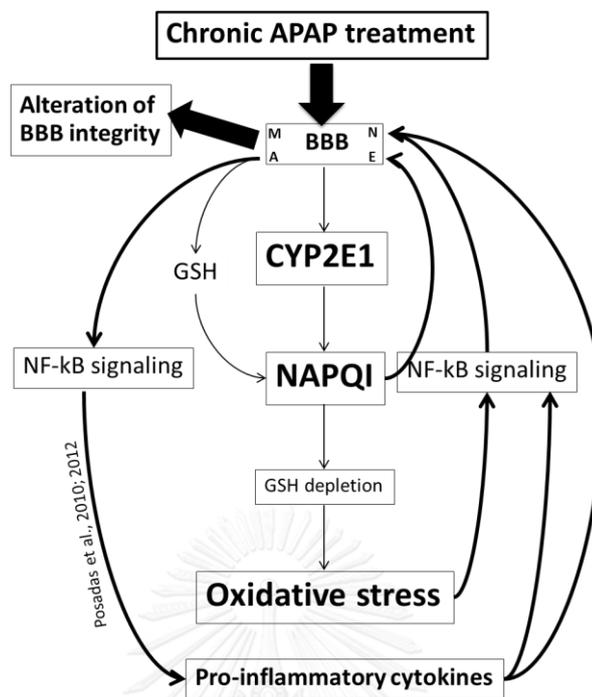 Chronic APAP treatment
Alteration of
BBB integrity
M
N
BBB
A
E
CYP2E1
GSH
NF-kB signaling
NAPQI
NF-kB signaling
GSH depletion
Posadas et al., 2010; 2012
Oxidative stress
Pro-inflammatory cytokines